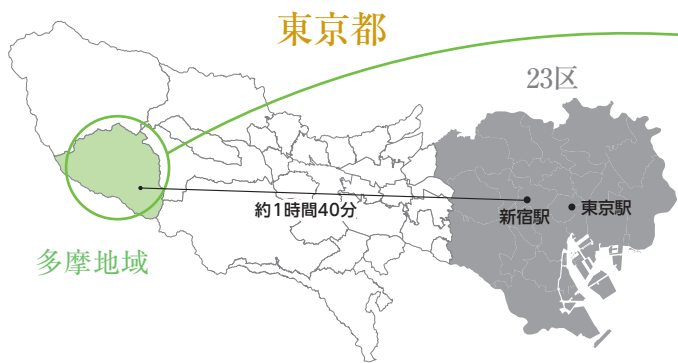 東京都
23区
約1時間40分
新宿駅
東京駅
多摩地域